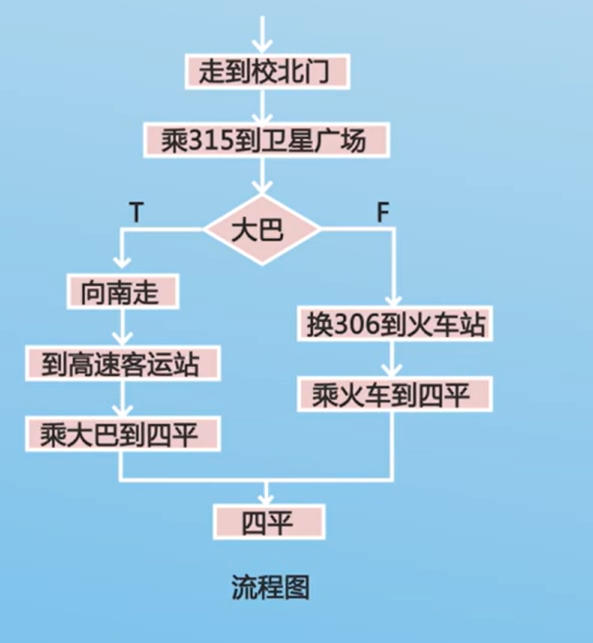 走到校北门
乘315到卫星广场
T
F
大巴
向南走
换306到火车站
到高速客运站
乘火车到四平
乘大巴到四平
四平
流程图